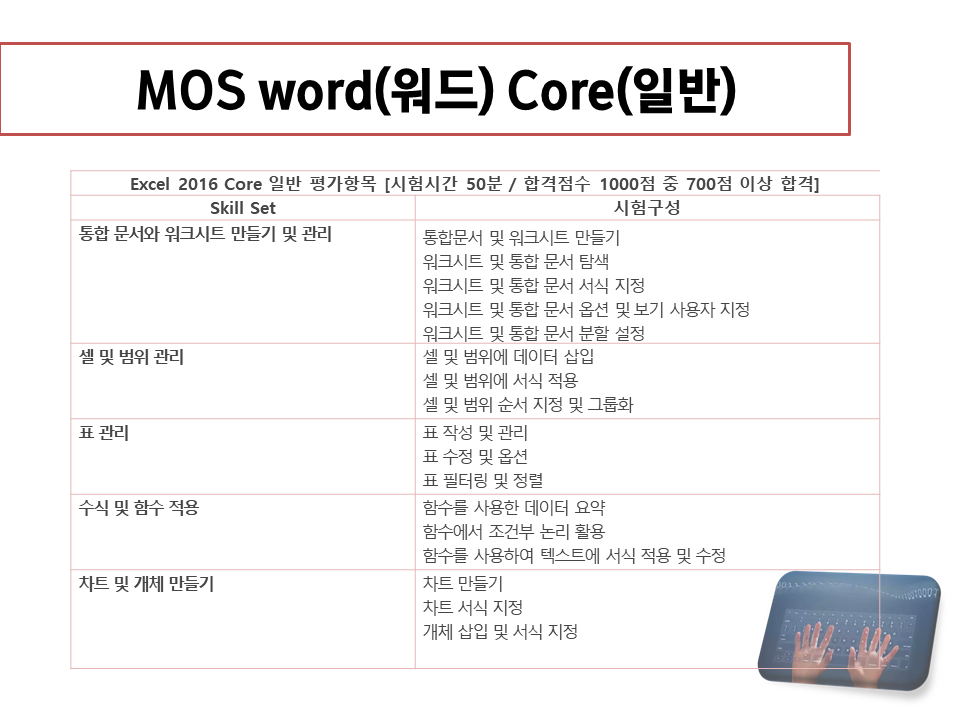 MOS word(워드) Core(일반)
Excel 2016 Core 일반 평가항목 [시험시간 50분 / 합격점수 1000점 중 700점 이상 합격]
Skill Set 시험구성
통합 문서와 워크시트 만들기 및 관리
통합문서 및 워크시트 만들기
워크시트 및 통합 문서 탐색
워크시트 및 통합 문서 서식 지정
워크시트 및 통합 문서 옵션 및 보기 사용자 지정
워크시트 및 통합 문서 분할 설정
셀 및 범위 관리
셀 및 범위에 데이터 삽입
셀 및 범위에 서식 적용
셀 및 범위 순서 지정 및 그룹화
표 관리
표 작성 및 관리
표 수정 및 옵션
표 필터링 및 정렬
수식 및 함수 적용
함수를 사용한 데이터 요약
함수에서 조건부 논리 활용
함수를 사용하여 텍스트에 서식 적용 및 수정
차트 및 개체 만들기
차트 만들기
차트 서식 지정
개체 삽입 및 서식 지정